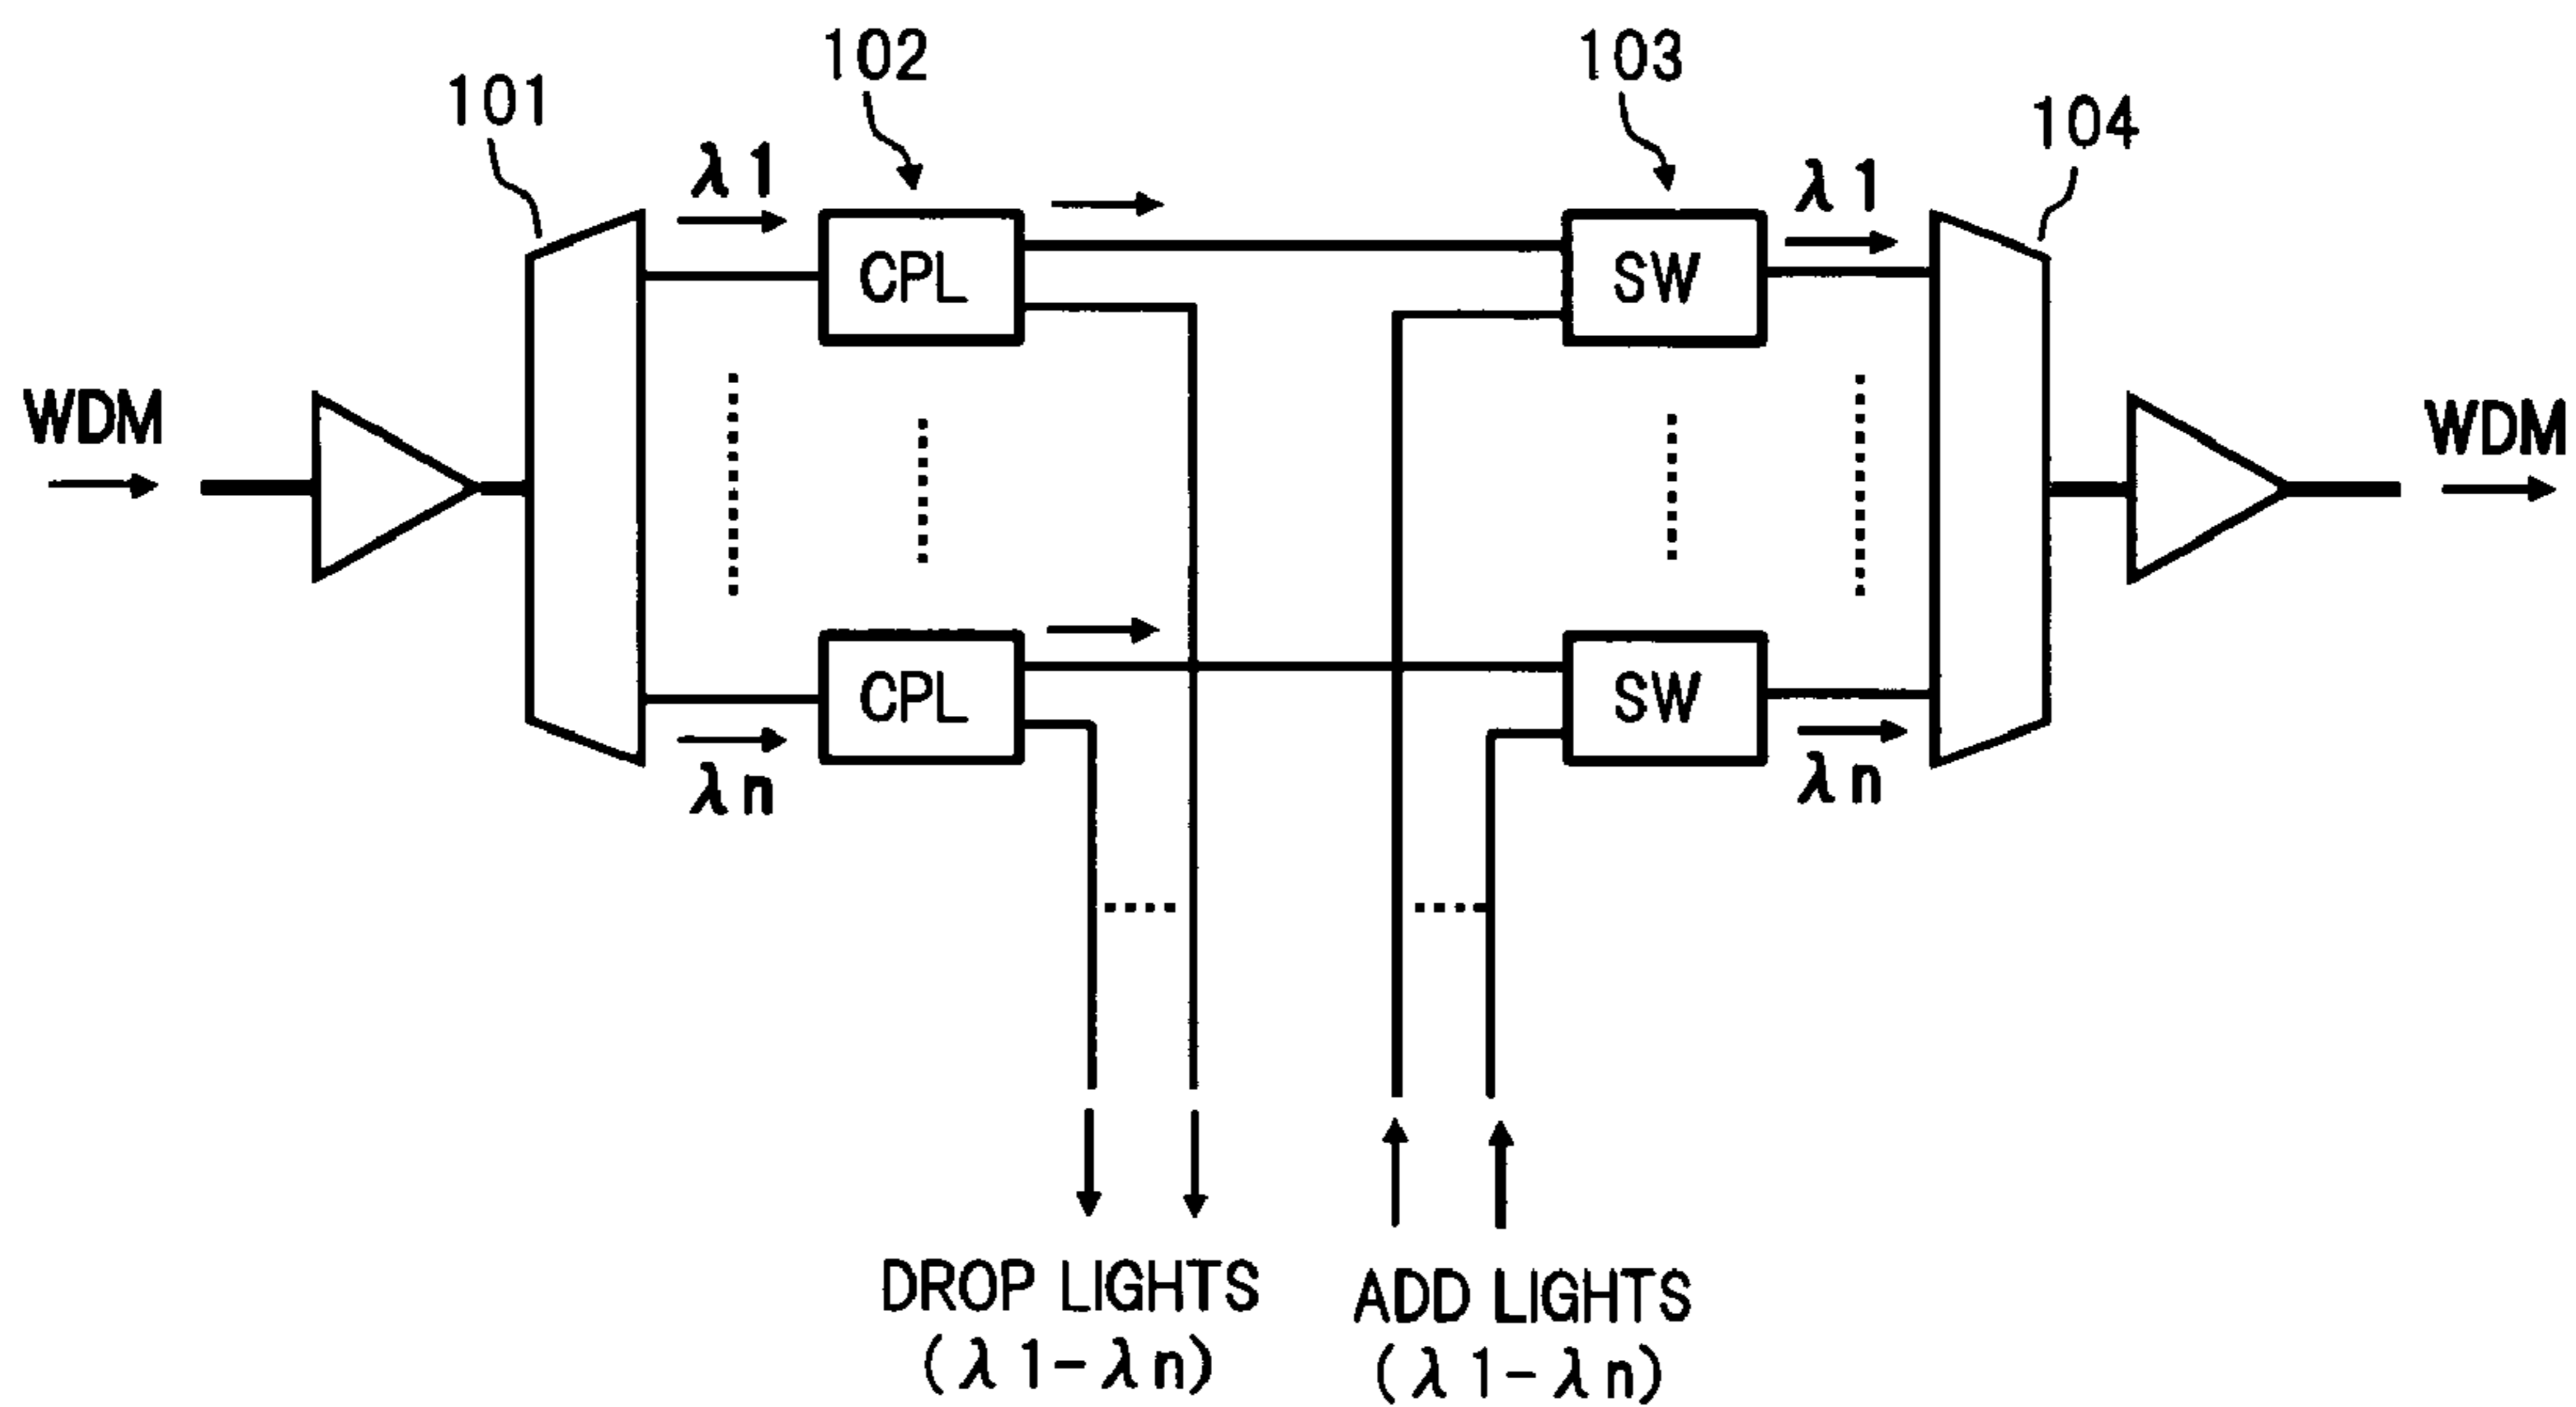 101
102
103
104
λ1
λ1
CPL
SW
WDM
WDM
CPL
SW
λn
λn
DROP LIGHTS
(λ1-λn)
ADD LIGHTS
(λ1-λn)